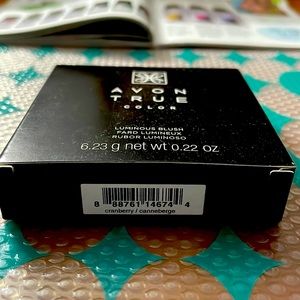 AVON
TRUE
COLOR
LUMINOUS BLUSH
FARD LUMINEUX
RUBOR LUMINOSO
6.23 g net wt 0.22 oz.
8 88761 14674 4
cranberry / canneberge